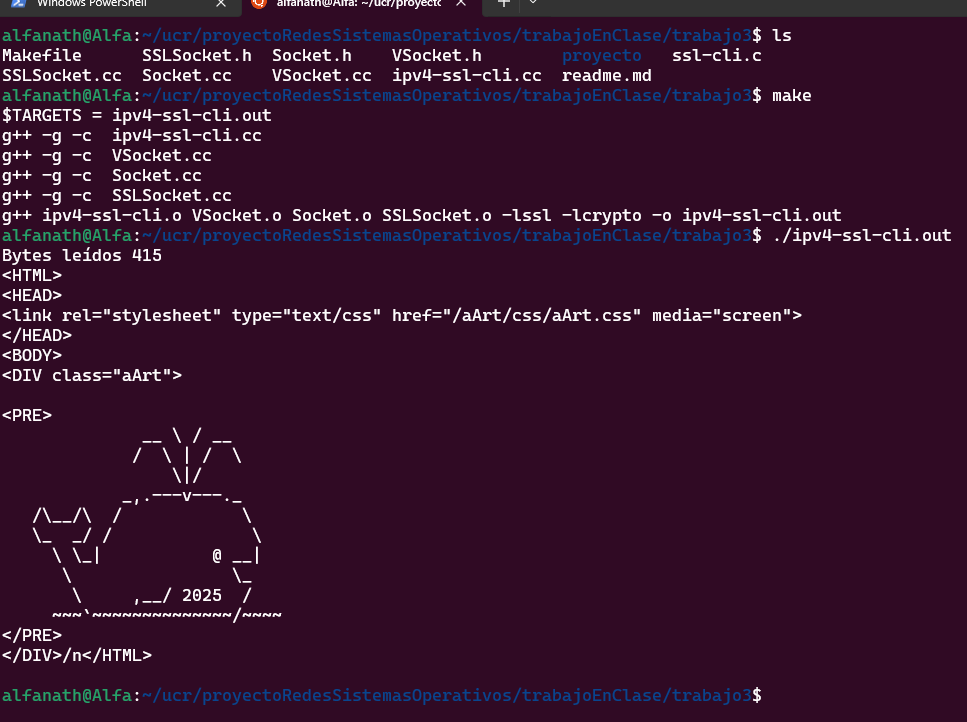 Windows PowerShell
alfanath@Alfa: ~/ucr/proyecto
alfanath@Alfa:~/ucr/proyectoRedesSistemasOperativos/trabajoEnClase/trabajo3$ ls
Makefile      SSLSocket.h  Socket.h    VSocket.h        proyecto   ssl-cli.c
SSLSocket.cc  Socket.cc    VSocket.cc  ipv4-ssl-cli.cc  readme.md
alfanath@Alfa:~/ucr/proyectoRedesSistemasOperativos/trabajoEnClase/trabajo3$ make
$TARGETS = ipv4-ssl-cli.out
g++ -g -c  ipv4-ssl-cli.cc
g++ -g -c  VSocket.cc
g++ -g -c  Socket.cc
g++ -g -c  SSLSocket.cc
g++ ipv4-ssl-cli.o VSocket.o Socket.o SSLSocket.o -lssl -lcrypto -o ipv4-ssl-cli.out
alfanath@Alfa:~/ucr/proyectoRedesSistemasOperativos/trabajoEnClase/trabajo3$ ./ipv4-ssl-cli.out
Bytes leídos 415
<HTML>
<HEAD>
<link rel="stylesheet" type="text/css" href="/aArt/css/aArt.css" media="screen">
</HEAD>
<BODY>
<DIV class="aArt">

<PRE>
              __ \ / __
             /  \ | /  \
                 \|/
            _,.---v---._
   /\__/\  /            \
   \_  _/ /              \
     \ \_|           @ __|
      \                \_
       \     ,__/ 2025  /
     ~~~`~~~~~~~~~~~~~~/~~~~
</PRE>
</DIV>/n</HTML>

alfanath@Alfa:~/ucr/proyectoRedesSistemasOperativos/trabajoEnClase/trabajo3$